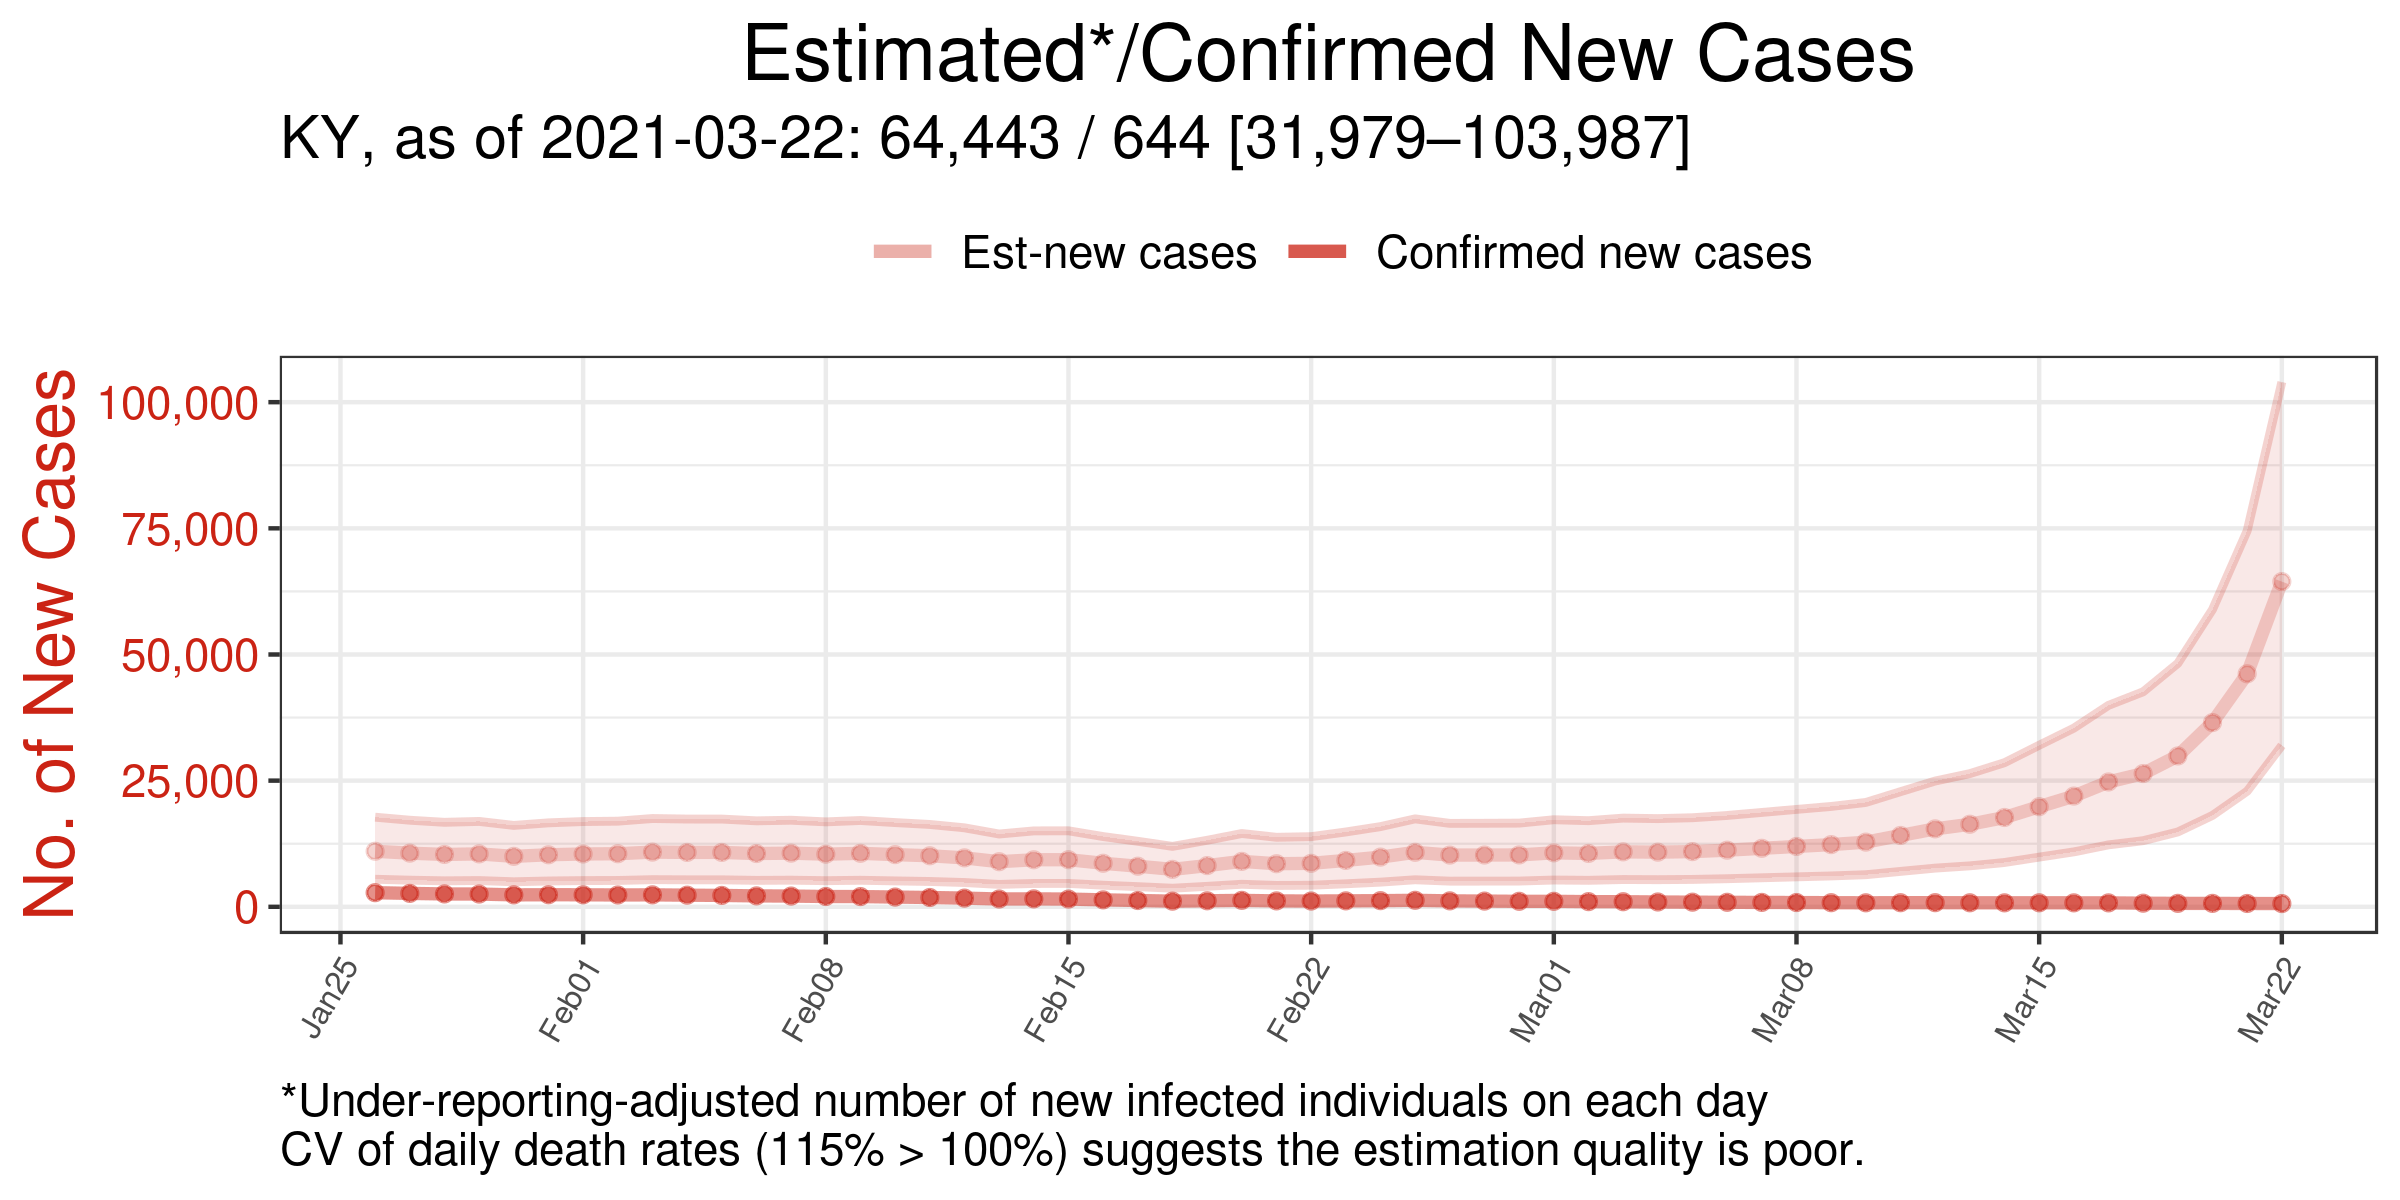 Estimated*/Confirmed New Cases
KY, as of 2021-03-22: 64,443 / 644 [31,979–103,987]
Est-new cases
Confirmed new cases
No. of New Cases
100,000
75,000
50,000
25,000
0
Jan25
Feb01
Feb08
Feb15
Feb22
Mar01
Mar08
Mar15
Mar22
*Under-reporting-adjusted number of new infected individuals on each day
CV of daily death rates (115% > 100%) suggests the estimation quality is poor.